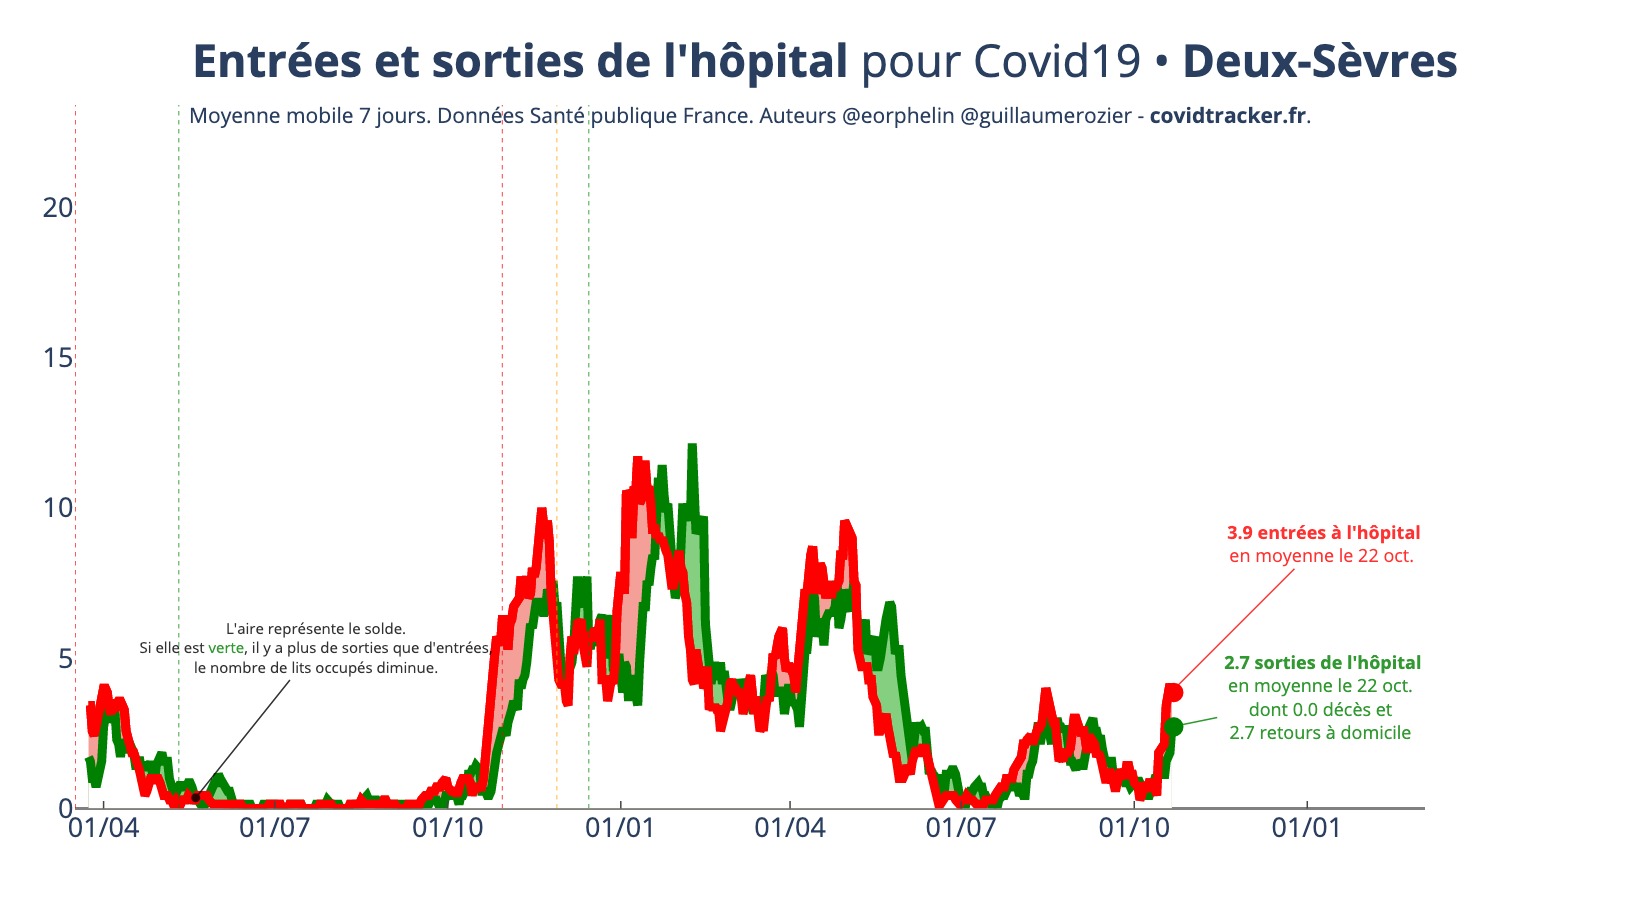 Entrées et sorties de l'hôpital pour Covid19 • Deux-Sèvres
Moyenne mobile 7 jours. Données Santé publique France. Auteurs @eorphelin @guillaumerozier - covidtracker.fr.
20
15
10
5
0
3.9 entrées à l'hôpital
en moyenne le 22 oct.
L'aire représente le solde.
Si elle est verte, il y a plus de sorties que d'entrées,
le nombre de lits occupés diminue.
2.7 sorties de l'hôpital
en moyenne le 22 oct.
dont 0.0 décès et
2.7 retours à domicile
01/04
01/07
01/10
01/01
01/04
01/07
01/10
01/01